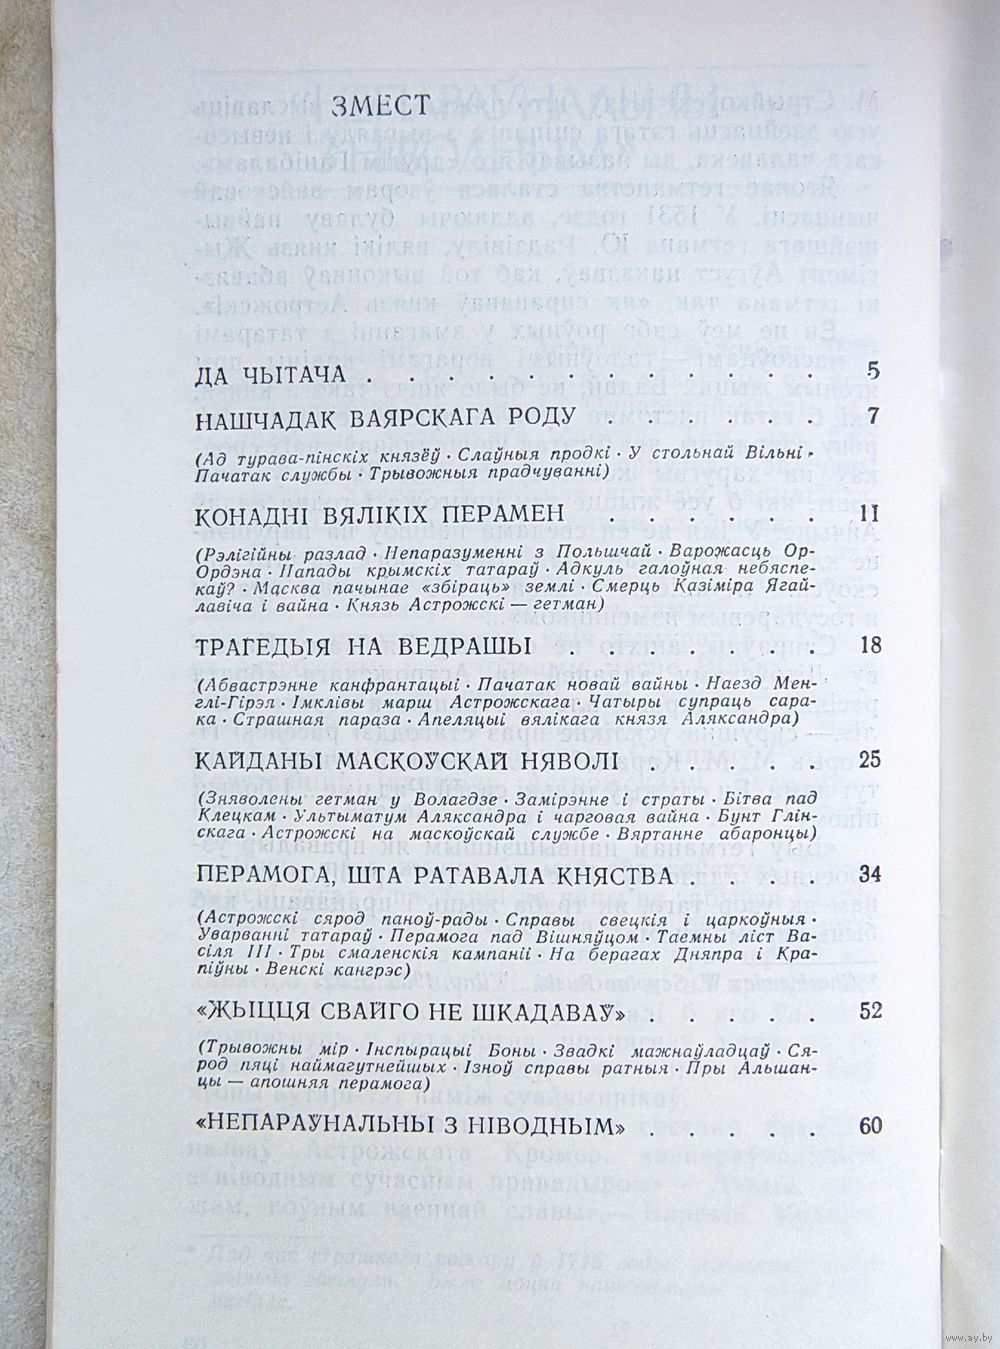 ЗМЕСТ
ДА ЧЫТАЧА . . . . . . . . . . . . 5
НАШЧАДАК ВАЯРСКАГА РОДУ . . . . . . 7
(Ад турава-пінскіх князёў · Слаўныя продкі · У стольнай Вільні ·
Пачатак службы · Трывожныя прадчуванні)
КОНАДНІ ВЯЛІКІХ ПЕРАМЕН . . . . . . 11
(Рэлігійны разлад · Непаразуменні з Польшчай · Варожасць Ор-
Ордэна · Напады крымскіх татараў · Адкуль галоўная небяспе-
каў? · Масква пачынае «збіраць» землі · Смерць Казіміра Ягай-
лавіча і вайна · Князь Астрожскі — гетман)
ТРАГЕДЫЯ НА ВЕДРАШЫ . . . . . . . 18
(Абвастрэнне канфрантацыі · Пачатак новай вайны · Наезд Мен-
глі-Гірэя · Імклівы марш Астрожскага · Чатыры супраць сара-
ка · Страшная параза · Апеляцыі вялікага князя Аляксандра)
КАЙДАНЫ МАСКОЎСКАЙ НЯВОЛІ . . . . . 25
(Зняволены гетман у Волагдзе · Замірэнне і страты · Бітва пад
Клецкам · Ультыматум Аляксандра і чарговая вайна · Бунт Глін-
скага · Астрожскі на маскоўскай службе · Вяртанне абаронцы)
ПЕРАМОГА, ШТА РАТАВАЛА КНЯСТВА . . . . 34
(Астрожскі сярод паноў-рады · Справы свецкія і царкоўныя ·
Уварванні татараў · Перамога пад Вішняўцом · Таемны ліст Ва-
сіля III · Тры смаленскія кампаніі · На берагах Дняпра і Кра-
піўны · Венскі кангрэс)
«ЖЫЦЦЯ СВАЙГО НЕ ШКАДАВАЎ» . . . . . 52
(Трывожны мір · Інспырацыі Боны · Звадкі мажнаўладцаў · Ся-
род пяці наймагутнейшых · Ізноў справы ратныя · Пры Альшан-
цы — апошняя перамога)
«НЕПАРАЎНАЛЬНЫ З НІВОДНЫМ» . . . . . 60
www.ay.by